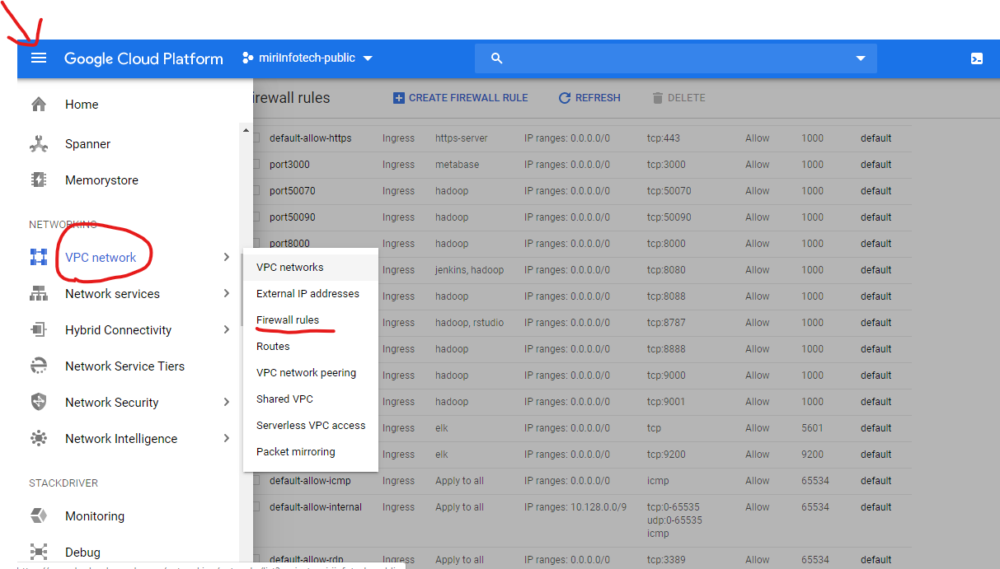 Google Cloud Platform miriInfotech-public
Home
Spanner
Memorystore
NETWORKING
VPC network
Network services
Hybrid Connectivity
Network Service Tiers
Network Security
Network Intelligence
STACKDRIVER
Monitoring
Debug
VPC networks
External IP addresses
Firewall rules
Routes
VPC network peering
Shared VPC
Serverless VPC access
Packet mirroring
irewall rules CREATE FIREWALL RULE REFRESH DELETE
default-allow-https Ingress https-server IP ranges: 0.0.0.0/0 tcp:443 Allow 1000 default
port3000 Ingress metabase IP ranges: 0.0.0.0/0 tcp:3000 Allow 1000 default
port50070 Ingress hadoop IP ranges: 0.0.0.0/0 tcp:50070 Allow 1000 default
port50090 Ingress hadoop IP ranges: 0.0.0.0/0 tcp:50090 Allow 1000 default
port8000 Ingress hadoop IP ranges: 0.0.0.0/0 tcp:8000 Allow 1000 default
Ingress jenkins, hadoop IP ranges: 0.0.0.0/0 tcp:8080 Allow 1000 default
Ingress hadoop IP ranges: 0.0.0.0/0 tcp:8088 Allow 1000 default
Ingress hadoop, rstudio IP ranges: 0.0.0.0/0 tcp:8787 Allow 1000 default
Ingress hadoop IP ranges: 0.0.0.0/0 tcp:8888 Allow 1000 default
Ingress hadoop IP ranges: 0.0.0.0/0 tcp:9000 Allow 1000 default
Ingress hadoop IP ranges: 0.0.0.0/0 tcp:9001 Allow 1000 default
Ingress elk IP ranges: 0.0.0.0/0 tcp Allow 5601 default
Ingress elk IP ranges: 0.0.0.0/0 tcp:9200 Allow 9200 default
default-allow-icmp Ingress Apply to all IP ranges: 0.0.0.0/0 icmp Allow 65534 default
default-allow-internal Ingress Apply to all IP ranges: 10.128.0.0/9 tcp:0-65535 Allow 65534 default
udp:0-65535
icmp
default-allow-rdp Ingress Apply to all IP ranges: 0.0.0.0/0 tcp:3389 Allow 65534 default